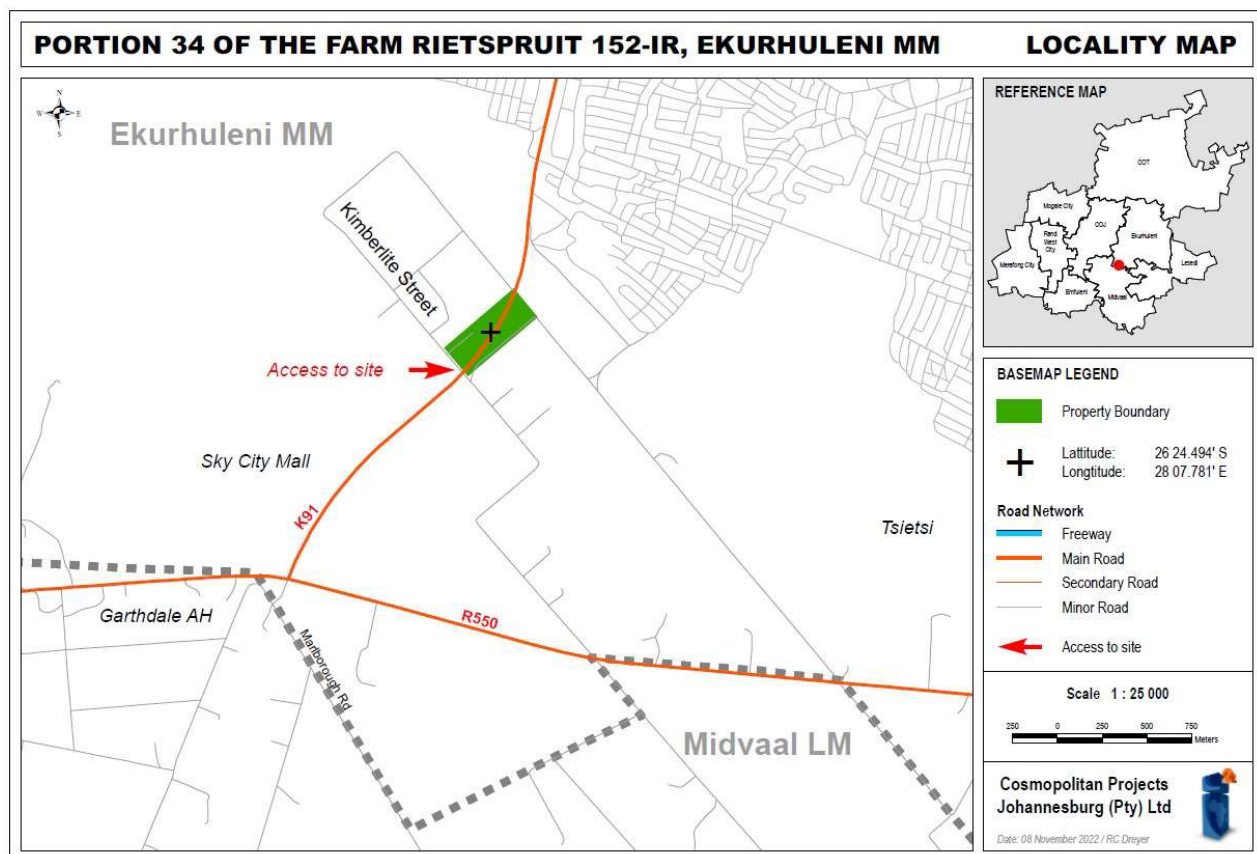 PORTION 34 OF THE FARM RIETSPRUIT 152-IR, EKURHULENI MM
LOCALITY MAP
N
W
E
S
Ekurhuleni MM
Kimberlite Street
Access to site
Sky City Mall
K91
Tsietsi
Garthdale AH
R550
Marlborough Rd
Midvaal LM
REFERENCE MAP
COT
Mogale City
COJ
Ekurhuleni
Rand
West
City
Merefong City
Lesedi
Emfuleni
Midvaal
BASEMAP LEGEND
Property Boundary
Lattitude: 26 24.494' S
Longtitude: 28 07.781' E
Road Network
Freeway
Main Road
Secondary Road
Minor Road
Access to site
Scale 1 : 25 000
250 0 250 500 750
Meters
Cosmopolitan Projects
Johannesburg (Pty) Ltd
Date: 08 November 2022 / RC Dreyer